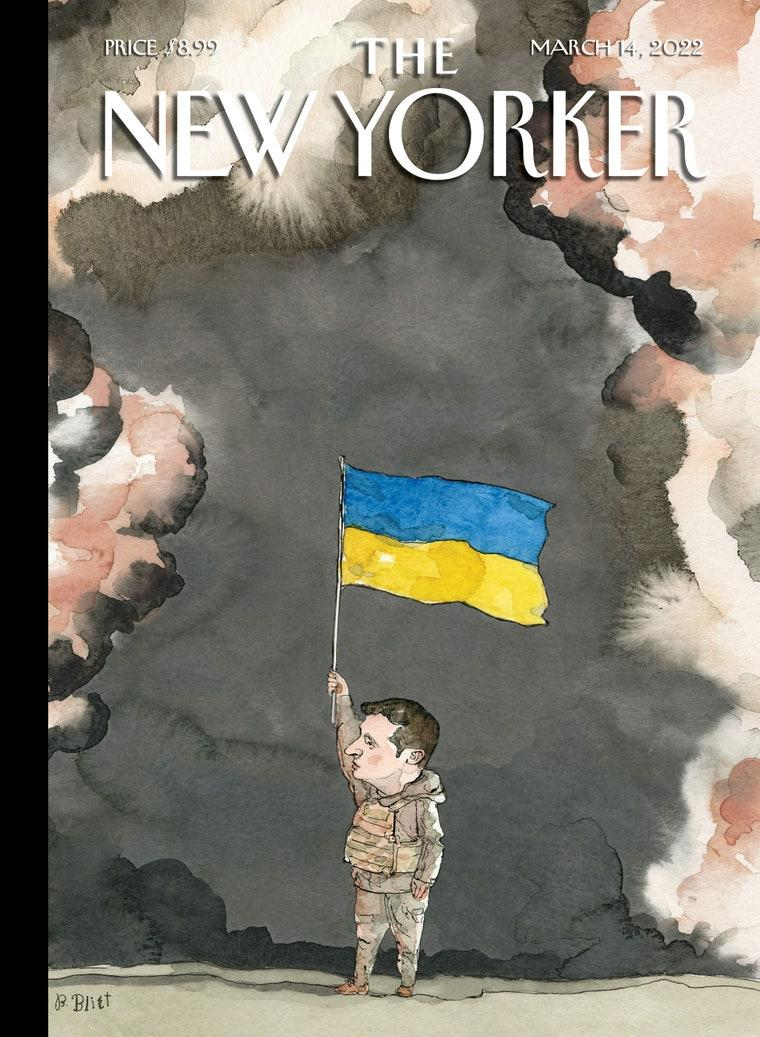 PRICE $8.99
MARCH 14, 2022
THE
NEW YORKER
B. Blitt